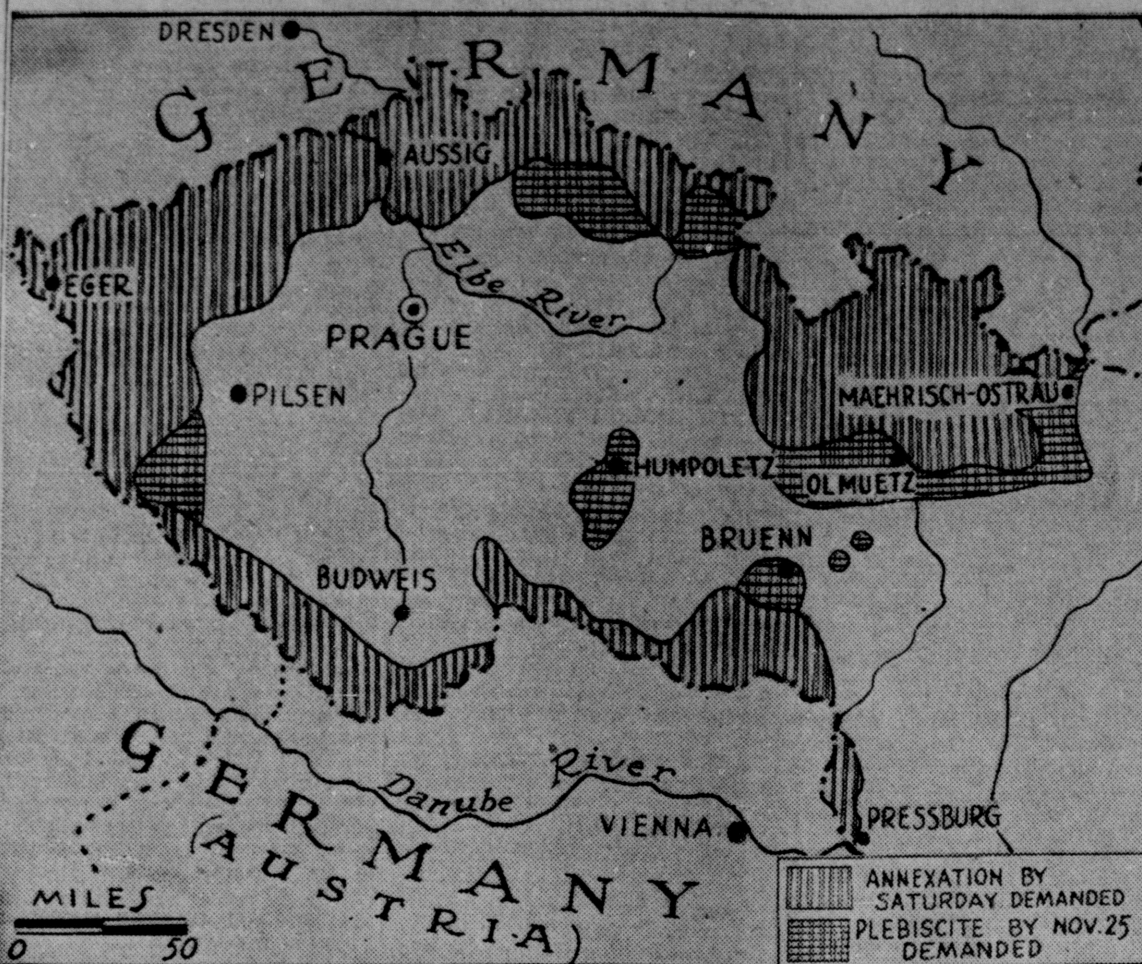 DRESDEN
GERMANY
AUSSIG
EGER
Elbe River
PRAGUE
PILSEN
MAEHRISCH-OSTRAU
HUMPOLETZ
OLMUETZ
BRUENN
BUDWEIS
GERMANY
(AUSTRIA)
Danube River
VIENNA
PRESSBURG
MILES
0 50
ANNEXATION BY
SATURDAY DEMANDED
PLEBISCITE BY NOV. 25
DEMANDED